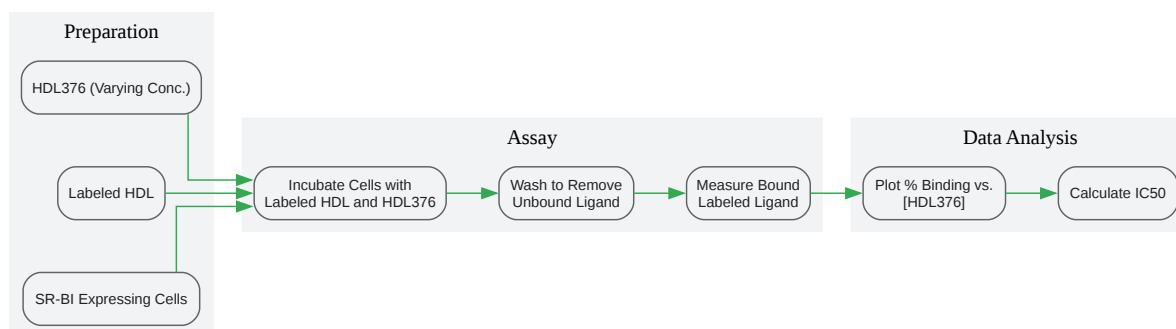 Preparation
HDL376 (Varying Conc.)
Labeled HDL
SR-BI Expressing Cells
Assay
Incubate Cells with
Labeled HDL and HDL376
Wash to Remove
Unbound Ligand
Measure Bound
Labeled Ligand
Data Analysis
Plot % Binding vs.
[HDL376]
Calculate IC50